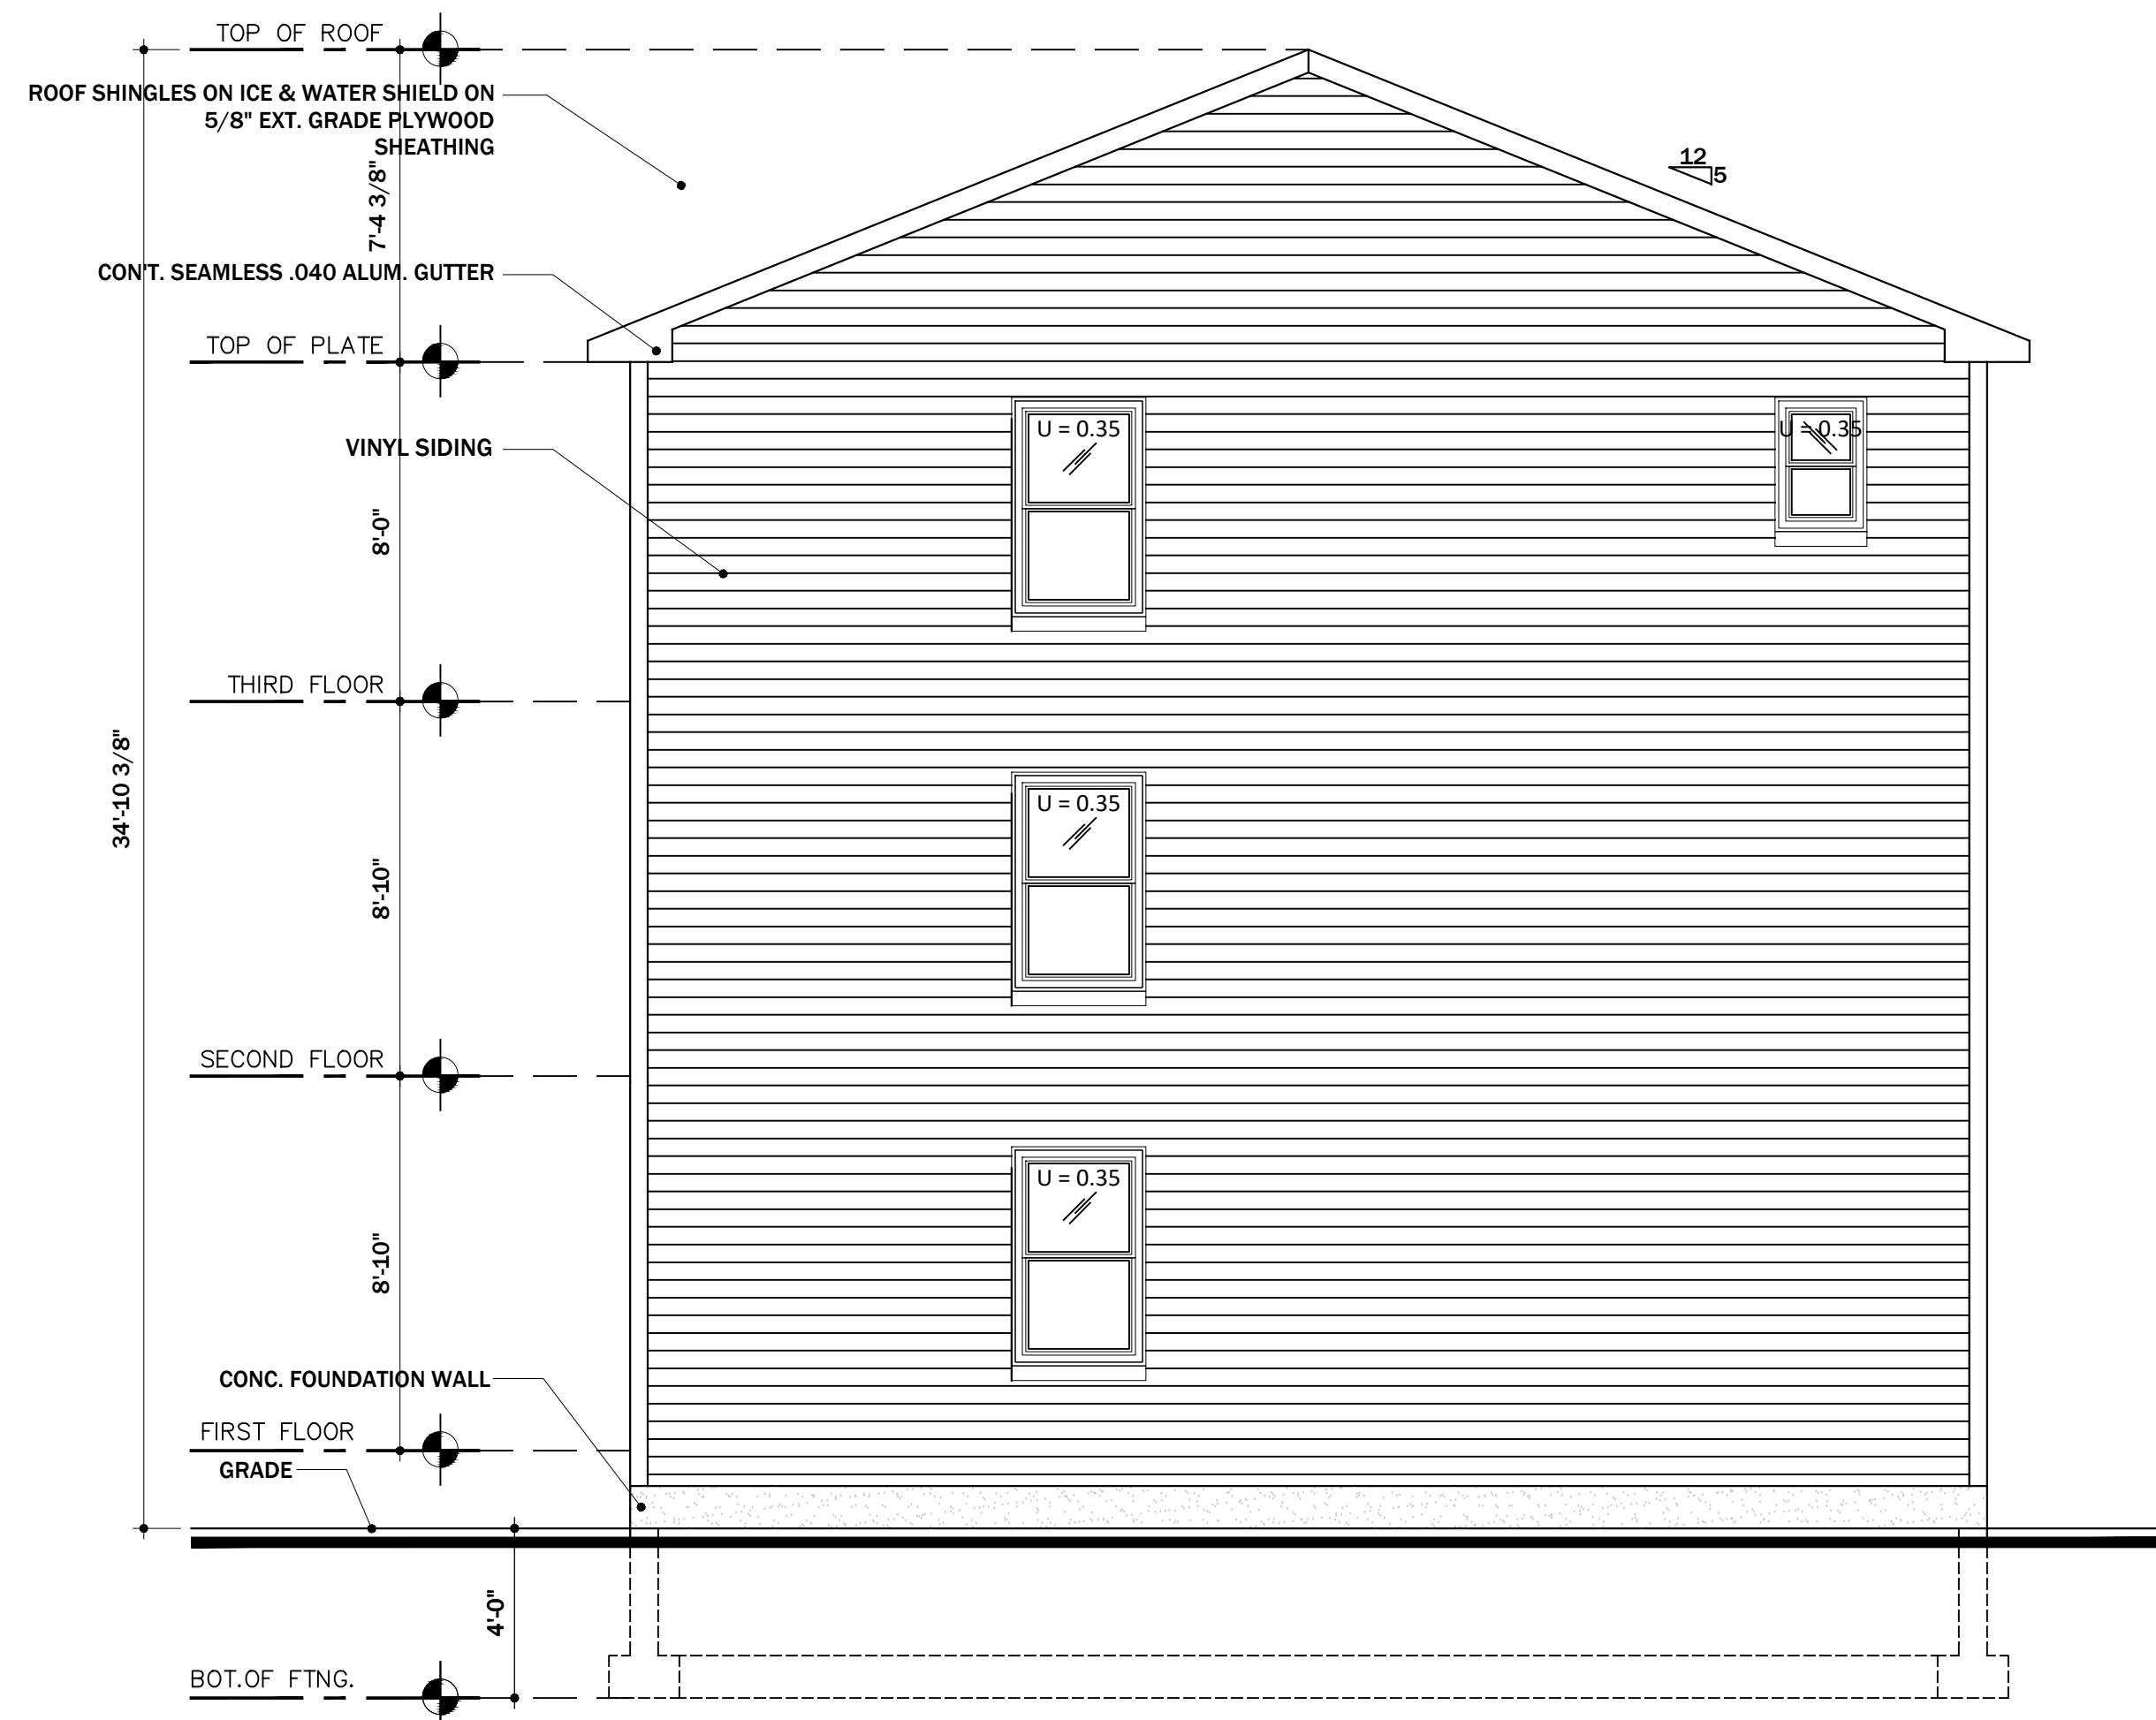 TOP OF ROOF
ROOF SHINGLES ON ICE & WATER SHIELD ON
5/8" EXT. GRADE PLYWOOD
SHEATHING
12
5
7'-4 3/8"
CON'T. SEAMLESS .040 ALUM. GUTTER
TOP OF PLATE
U = 0.35
U = 0.35
VINYL SIDING
8'-0"
THIRD FLOOR
34'-10 3/8"
U = 0.35
8'-10"
SECOND FLOOR
U = 0.35
8'-10"
CONC. FOUNDATION WALL
FIRST FLOOR
GRADE
4'-0"
BOT.OF FTNG.